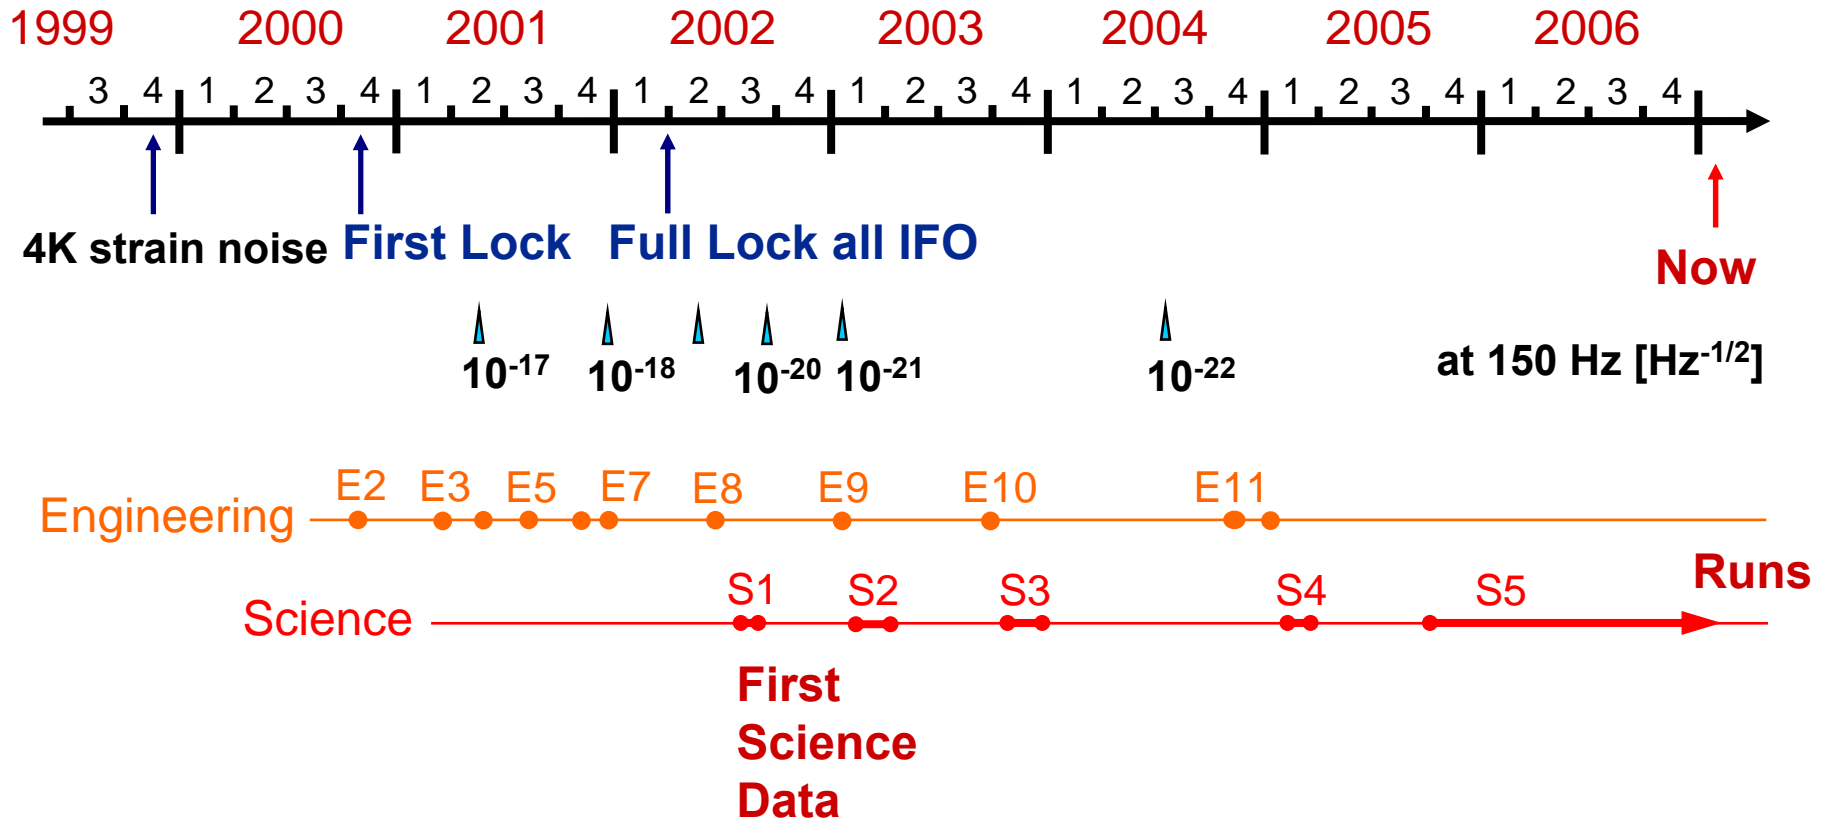 1999 2000 2001 2002 2003 2004 2005 2006
3 4 1 2 3 4 1 2 3 4 1 2 3 4 1 2 3 4 1 2 3 4 1 2 3 4 1 2 3 4
4K strain noise First Lock Full Lock all IFO
Now
10-17 10-18 10-20 10-21 10-22 at 150 Hz [Hz-1/2]
E2 E3 E5 E7 E8 E9 E10 E11
Engineering
Runs
S1 S2 S3 S4 S5
Science
First
Science
Data